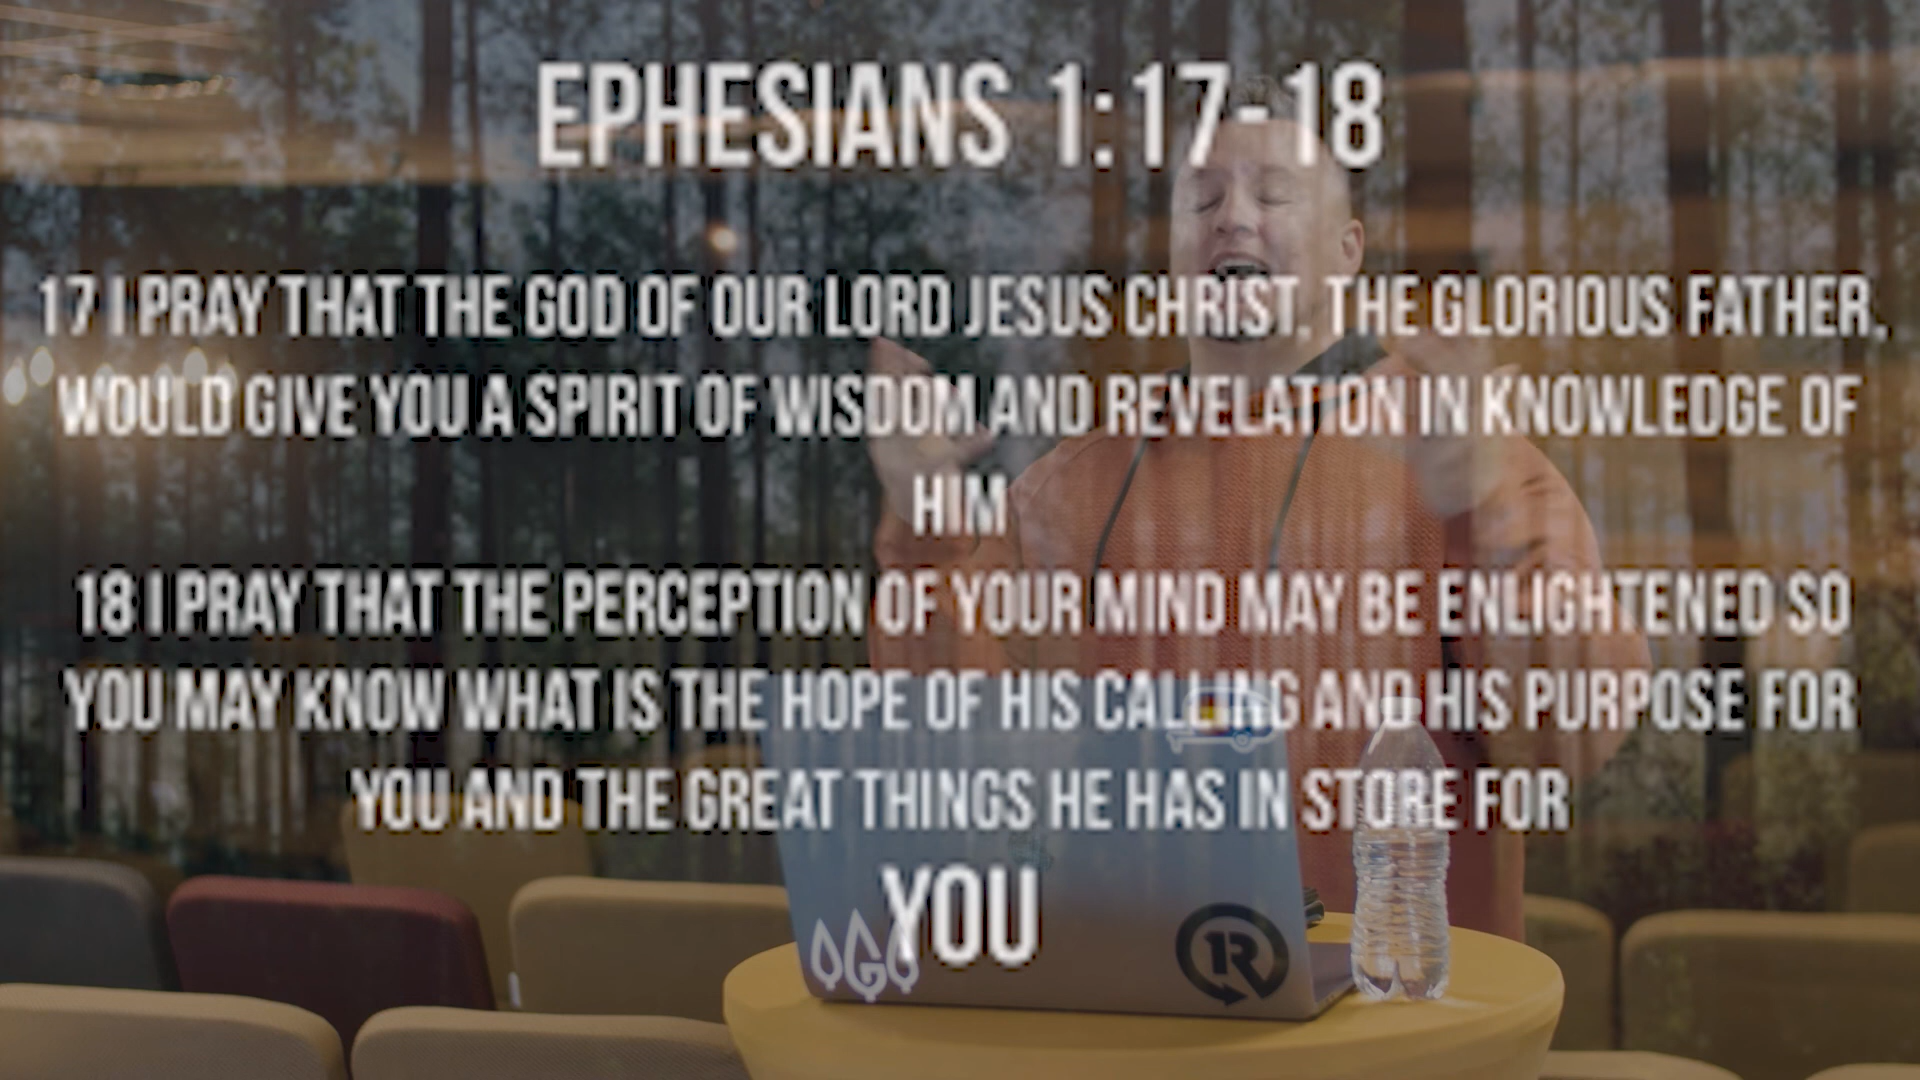 EPHESIANS 1:17-18
17 I PRAY THAT THE GOD OF OUR LORD JESUS CHRIST, THE GLORIOUS FATHER,
WOULD GIVE YOU A SPIRIT OF WISDOM AND REVELATION IN KNOWLEDGE OF
HIM
18 I PRAY THAT THE PERCEPTION OF YOUR MIND MAY BE ENLIGHTENED SO
YOU MAY KNOW WHAT IS THE HOPE OF HIS CALLING AND HIS PURPOSE FOR
YOU AND THE GREAT THINGS HE HAS IN STORE FOR
YOU
G
1R